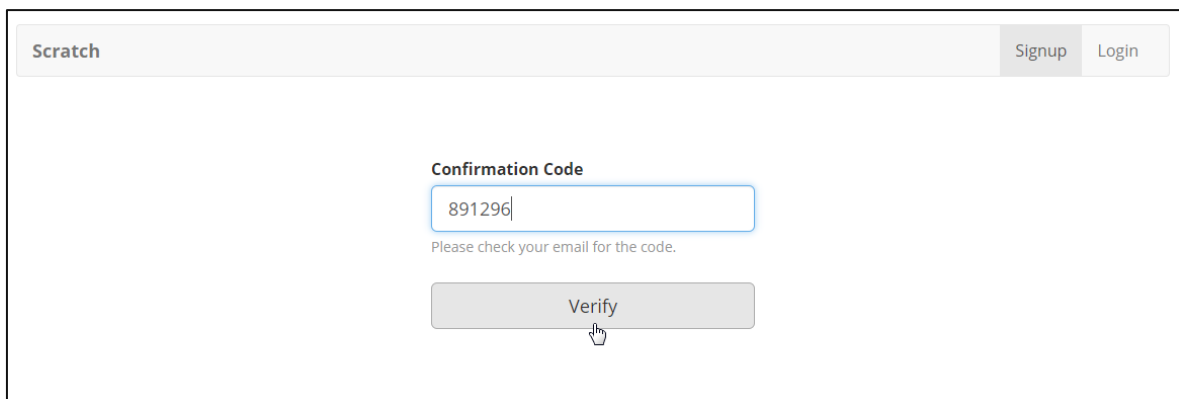 Scratch Signup Login
Confirmation Code
891296
Please check your email for the code.
Verify